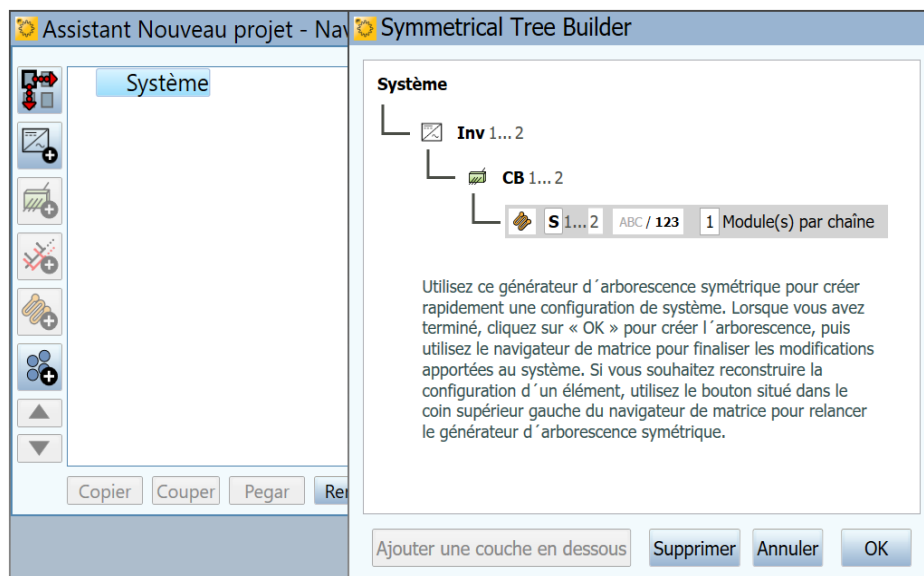 Assistant Nouveau projet - Nav
Système
Copier Couper Pegar Rer
Symmetrical Tree Builder
Système
Inv 1... 2
CB 1... 2
S 1... 2 ABC / 123 1 Module(s) par chaîne
Utilisez ce générateur d´arborescence symétrique pour créer
rapidement une configuration de système. Lorsque vous avez
terminé, cliquez sur « OK » pour créer l´arborescence, puis
utilisez le navigateur de matrice pour finaliser les modifications
apportées au système. Si vous souhaitez reconstruire la
configuration d´un élément, utilisez le bouton situé dans le
coin supérieur gauche du navigateur de matrice pour relancer
le générateur d´arborescence symétrique.
Ajouter une couche en dessous Supprimer Annuler OK